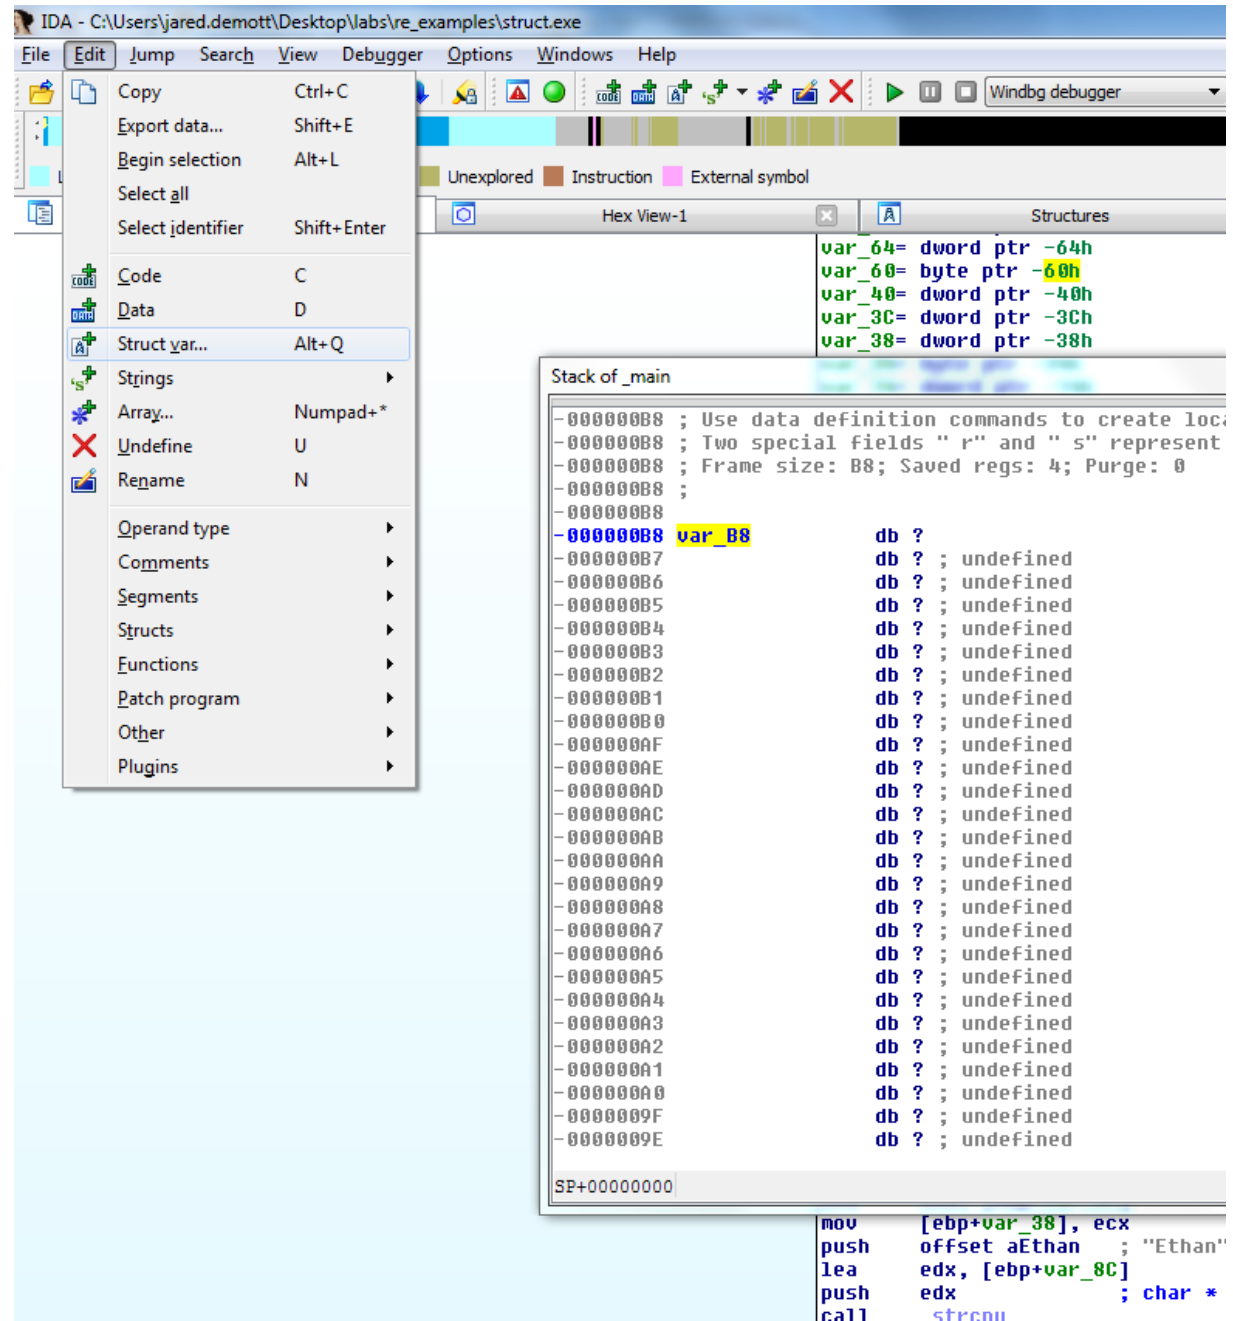 IDA - C:\Users\jared.demott\Desktop\labs\re_examples\struct.exe
File Edit Jump Search View Debugger Options Windows Help
Windbg debugger
Unexplored Instruction External symbol
Hex View-1 Structures
Copy Ctrl+C
Export data... Shift+E
Begin selection Alt+L
Select all
Select identifier Shift+Enter
Code C
Data D
Struct var... Alt+Q
Strings
Array... Numpad+*
Undefine U
Rename N
Operand type
Comments
Segments
Structs
Functions
Patch program
Other
Plugins
var_64= dword ptr -64h
var_60= byte ptr -60h
var_40= dword ptr -40h
var_3C= dword ptr -3Ch
var_38= dword ptr -38h
Stack of _main
-000000B8 ; Use data definition commands to create loca
-000000B8 ; Two special fields " r" and " s" represent
-000000B8 ; Frame size: B8; Saved regs: 4; Purge: 0
-000000B8 ;
-000000B8
-000000B8 var_B8 db ?
-000000B7 db ? ; undefined
-000000B6 db ? ; undefined
-000000B5 db ? ; undefined
-000000B4 db ? ; undefined
-000000B3 db ? ; undefined
-000000B2 db ? ; undefined
-000000B1 db ? ; undefined
-000000B0 db ? ; undefined
-000000AF db ? ; undefined
-000000AE db ? ; undefined
-000000AD db ? ; undefined
-000000AC db ? ; undefined
-000000AB db ? ; undefined
-000000AA db ? ; undefined
-000000A9 db ? ; undefined
-000000A8 db ? ; undefined
-000000A7 db ? ; undefined
-000000A6 db ? ; undefined
-000000A5 db ? ; undefined
-000000A4 db ? ; undefined
-000000A3 db ? ; undefined
-000000A2 db ? ; undefined
-000000A1 db ? ; undefined
-000000A0 db ? ; undefined
-0000009F db ? ; undefined
-0000009E db ? ; undefined
SP+00000000
mov [ebp+var_38], ecx
push offset aEthan ; "Ethan"
lea edx, [ebp+var_8C]
push edx ; char *
call _strcpy